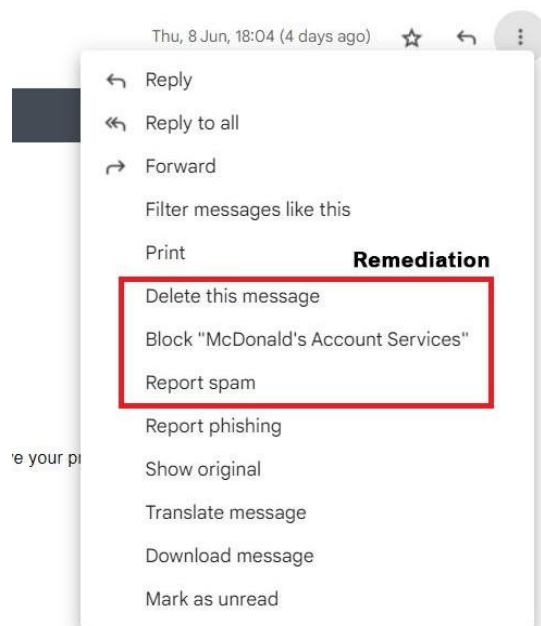 Thu, 8 Jun, 18:04 (4 days ago)
Reply
Reply to all
Forward
Filter messages like this
Print
Remediation
Delete this message
Block "McDonald's Account Services"
Report spam
Report phishing
e your pr
Show original
Translate message
Download message
Mark as unread